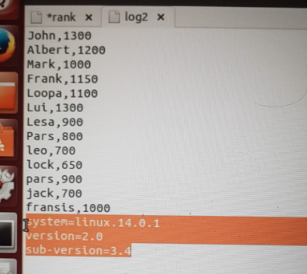 *rank × log2 ×
John,1300
Albert,1200
Mark,1000
Frank,1150
Loopa,1100
Lui,1300
Lesa,900
Pars,800
leo,700
lock,650
pars,900
jack,700
fransis,1000
system=linux.14.0.1
version=2.0
sub-version=3.4